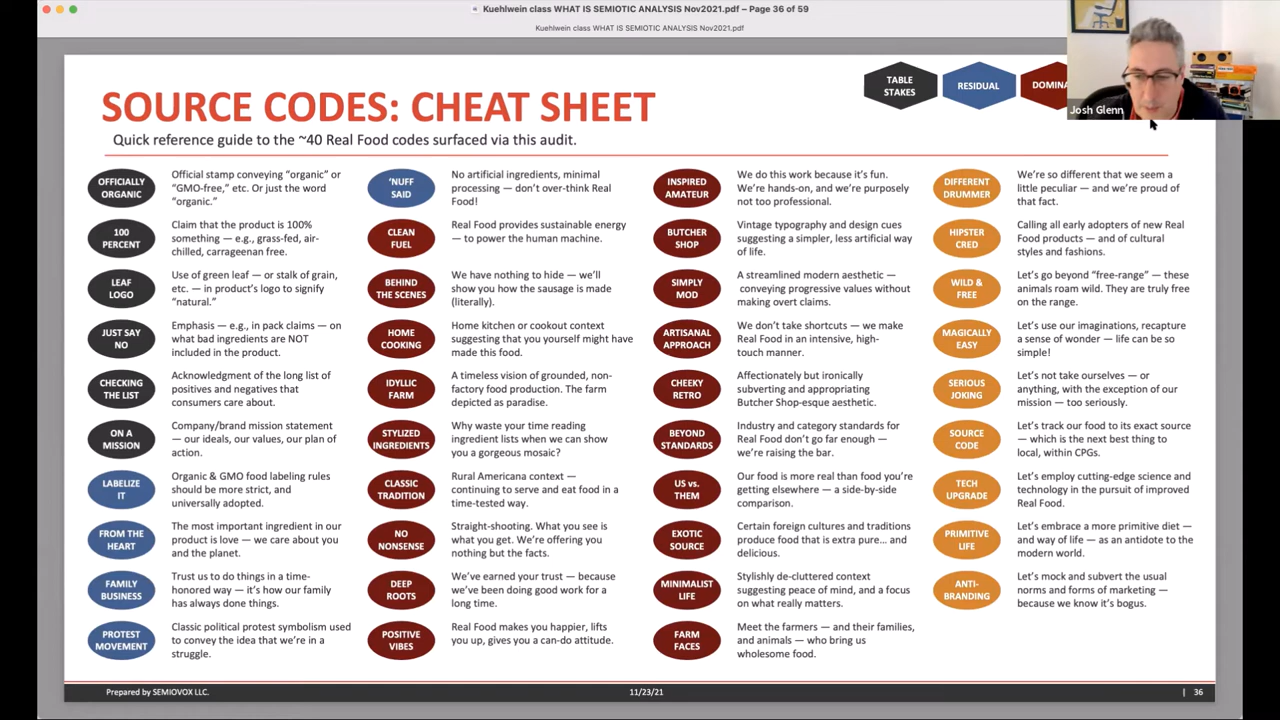 Kuehlwein class WHAT IS SEMIOTIC ANALYSIS Nov2021.pdf – Page 36 of 59
Kuehlwein class WHAT IS SEMIOTIC ANALYSIS Nov2021.pdf
TABLE
STAKES
RESIDUAL
Josh Glenn
SOURCE CODES: CHEAT SHEET
Quick reference guide to the ~40 Real Food codes surfaced via this audit.
OFFICIALLY
ORGANIC
Official stamp conveying “organic” or
“GMO-free,” etc. Or just the word
“organic.”
100
PERCENT
Claim that the product is 100%
something — e.g., grass-fed, air-
chilled, carrageenan free.
LEAF
LOGO
Use of green leaf — or stalk of grain,
etc. — in product’s logo to signify
“natural.”
JUST SAY
NO
Emphasis — e.g., in pack claims — on
what bad ingredients are NOT
included in the product.
CHECKING
THE LIST
Acknowledgment of the long list of
positives and negatives that
consumers care about.
ON A
MISSION
Company/brand mission statement
— our ideals, our values, our plan of
action.
LABELIZE
IT
Organic & GMO food labeling rules
should be more strict, and
universally adopted.
FROM THE
HEART
The most important ingredient in our
product is love — we care about you
and the planet.
FAMILY
BUSINESS
Trust us to do things in a time-
honored way — it’s how our family
has always done things.
PROTEST
MOVEMENT
Classic political protest symbolism used
to convey the idea that we’re in a
struggle.
‘NUFF
SAID
No artificial ingredients, minimal
processing — don’t over-think Real
Food!
CLEAN
FUEL
Real Food provides sustainable energy
— to power the human machine.
BEHIND
THE SCENES
We have nothing to hide — we’ll
show you how the sausage is made
(literally).
HOME
COOKING
Home kitchen or cookout context
suggesting that you yourself might have
made this food.
IDYLLIC
FARM
A timeless vision of grounded, non-
factory food production. The farm
depicted as paradise.
STYLIZED
INGREDIENTS
Why waste your time reading
ingredient lists when we can show
you a gorgeous mosaic?
CLASSIC
TRADITION
Rural Americana context —
continuing to serve and eat food in a
time-tested way.
NO
NONSENSE
Straight-shooting. What you see is
what you get. We’re offering you
nothing but the facts.
DEEP
ROOTS
We’ve earned your trust — because
we’ve been doing good work for a
long time.
POSITIVE
VIBES
Real Food makes you happier, lifts
you up, gives you a can-do attitude.
INSPIRED
AMATEUR
We do this work because it’s fun.
We’re hands-on, and we’re purposely
not too professional.
BUTCHER
SHOP
Vintage typography and design cues
suggesting a simpler, less artificial way
of life.
SIMPLY
MOD
A streamlined modern aesthetic —
conveying progressive values without
making overt claims.
ARTISANAL
APPROACH
We don’t take shortcuts — we make
Real Food in an intensive, high-
touch manner.
CHEEKY
RETRO
Affectionately but ironically
subverting and appropriating
Butcher Shop-esque aesthetic.
BEYOND
STANDARDS
Industry and category standards for
Real Food don’t go far enough —
we’re raising the bar.
US vs.
THEM
Our food is more real than food you’re
getting elsewhere — a side-by-side
comparison.
EXOTIC
SOURCE
Certain foreign cultures and traditions
produce food that is extra pure… and
delicious.
MINIMALIST
LIFE
Stylishly de-cluttered context
suggesting peace of mind, and a focus
on what really matters.
FARM
FACES
Meet the farmers — and their families,
and animals — who bring us
wholesome food.
DIFFERENT
DRUMMER
We’re so different that we seem a
little peculiar — and we’re proud of
that fact.
HIPSTER
CRED
Calling all early adopters of new Real
Food products — and of cultural
styles and fashions.
WILD &
FREE
Let’s go beyond “free-range” — these
animals roam wild. They are truly free
on the range.
MAGICALLY
EASY
Let’s use our imaginations, recapture
a sense of wonder — life can be so
simple!
SERIOUS
JOKING
Let’s not take ourselves — or
anything, with the exception of our
mission — too seriously.
SOURCE
CODE
Let’s track our food to its exact source
— which is the next best thing to
local, within CPGs.
TECH
UPGRADE
Let’s employ cutting-edge science and
technology in the pursuit of improved
Real Food.
PRIMITIVE
LIFE
Let’s embrace a more primitive diet —
and way of life — as an antidote to the
modern world.
ANTI-
BRANDING
Let’s mock and subvert the usual
norms and forms of marketing —
because we know it’s bogus.
Prepared by SEMIOVOX LLC.
11/23/21
| 36